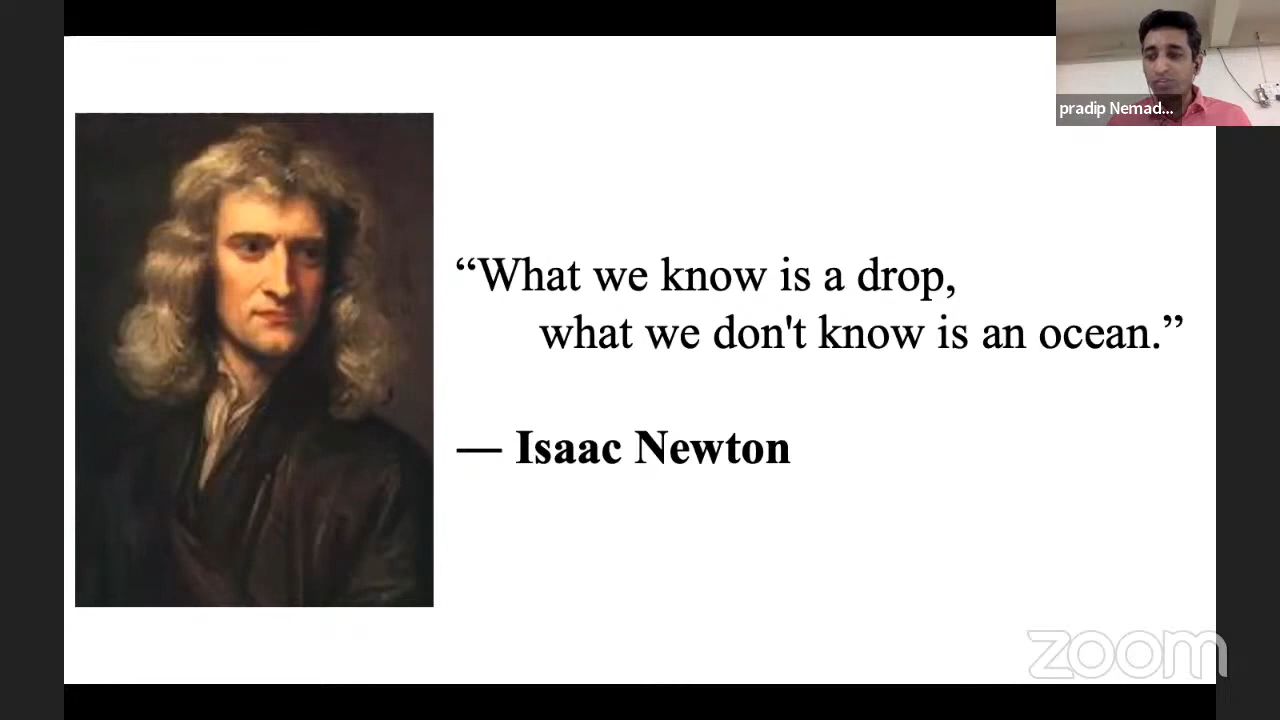 pradip Nemad...
“What we know is a drop,
what we don't know is an ocean.”
— Isaac Newton
zoom